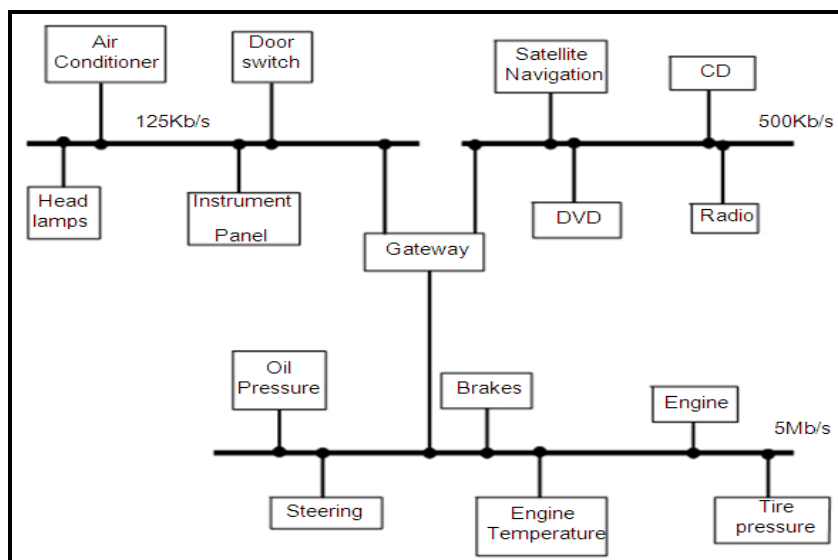 Air
Conditioner
Door
switch
Satellite
Navigation
CD
125Kb/s
500Kb/s
Head
lamps
Instrument
Panel
DVD
Radio
Gateway
Oil
Pressure
Brakes
Engine
5Mb/s
Steering
Engine
Temperature
Tire
pressure